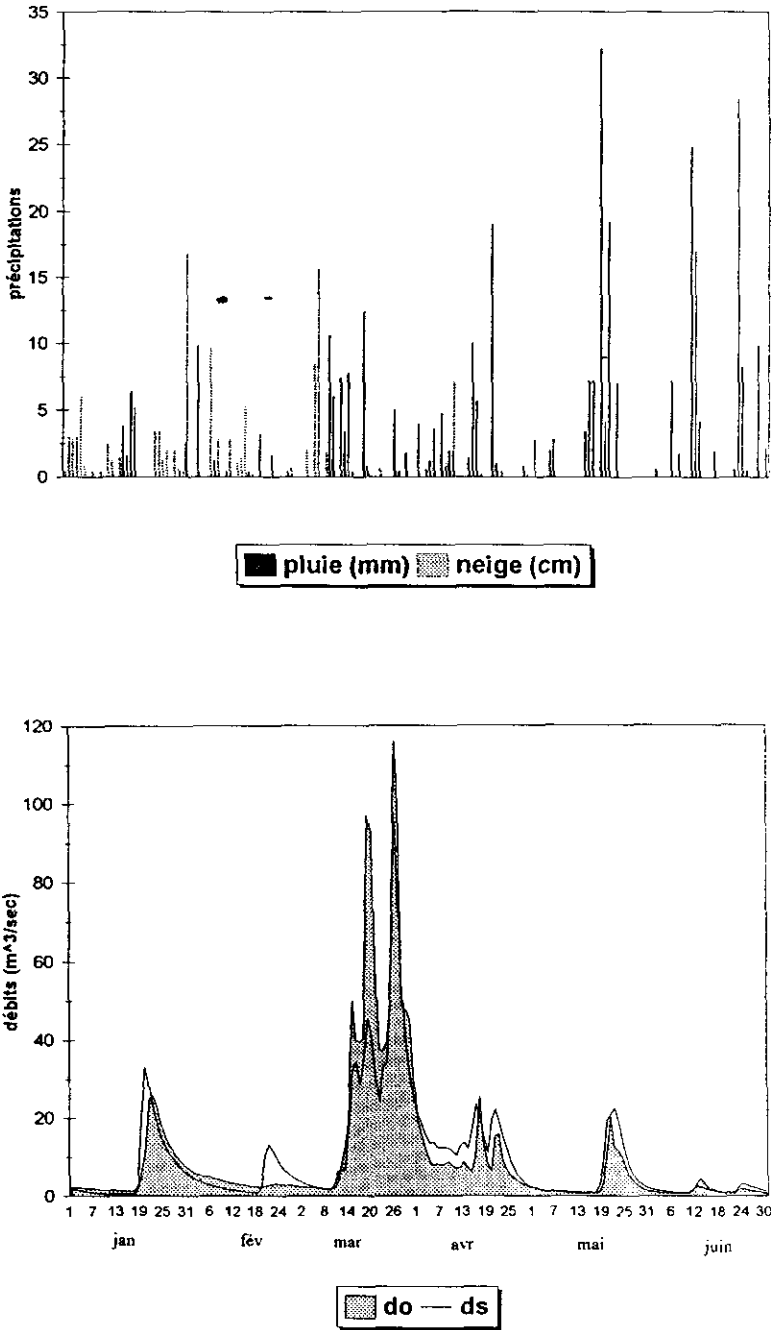 35
30
25
20
15
10
5
0
précipitations
pluie (mm) neige (cm)
120
100
80
60
40
20
0
débits (m^3/sec)
1 7 13 19 25 31 6 12 18 24 2 8 14 20 26 1 7 13 19 25 1 7 13 19 25 31 6 12 18 24 30
jan fév mar avr mai juin
do ds